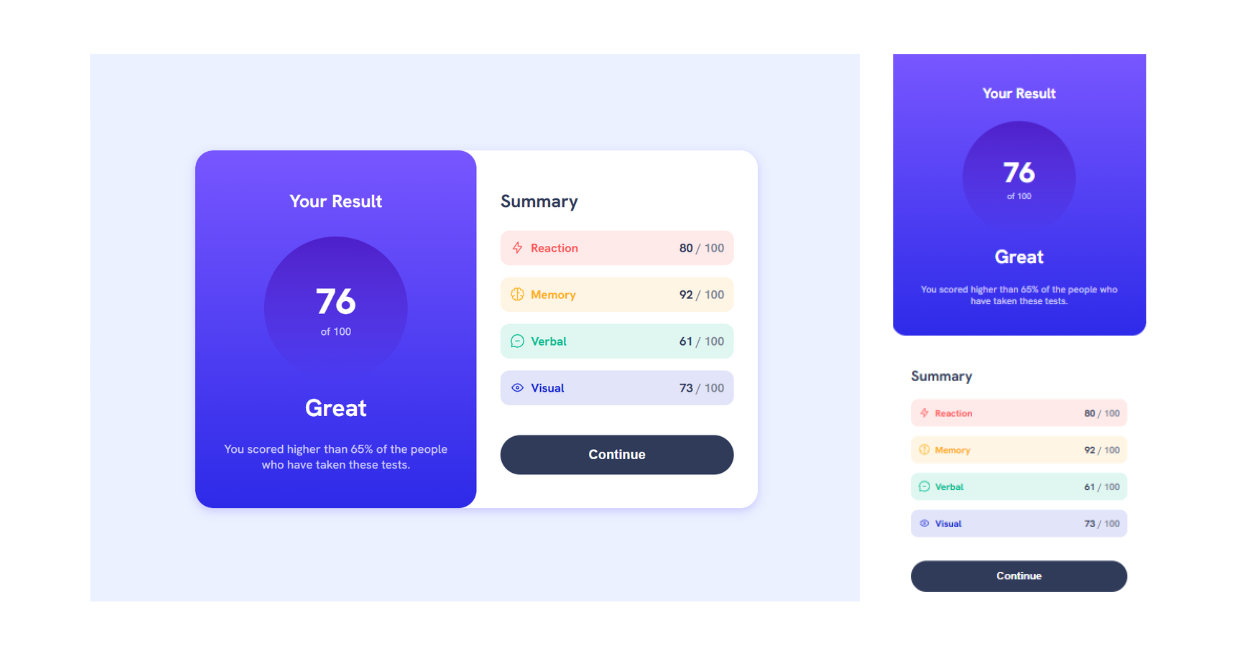 Your Result
76
of 100
Great
You scored higher than 65% of the people
who have taken these tests.
Summary
Reaction 80 / 100
Memory 92 / 100
Verbal 61 / 100
Visual 73 / 100
Continue
Your Result
76
of 100
Great
You scored higher than 65% of the people who
have taken these tests.
Summary
Reaction 80 / 100
Memory 92 / 100
Verbal 61 / 100
Visual 73 / 100
Continue